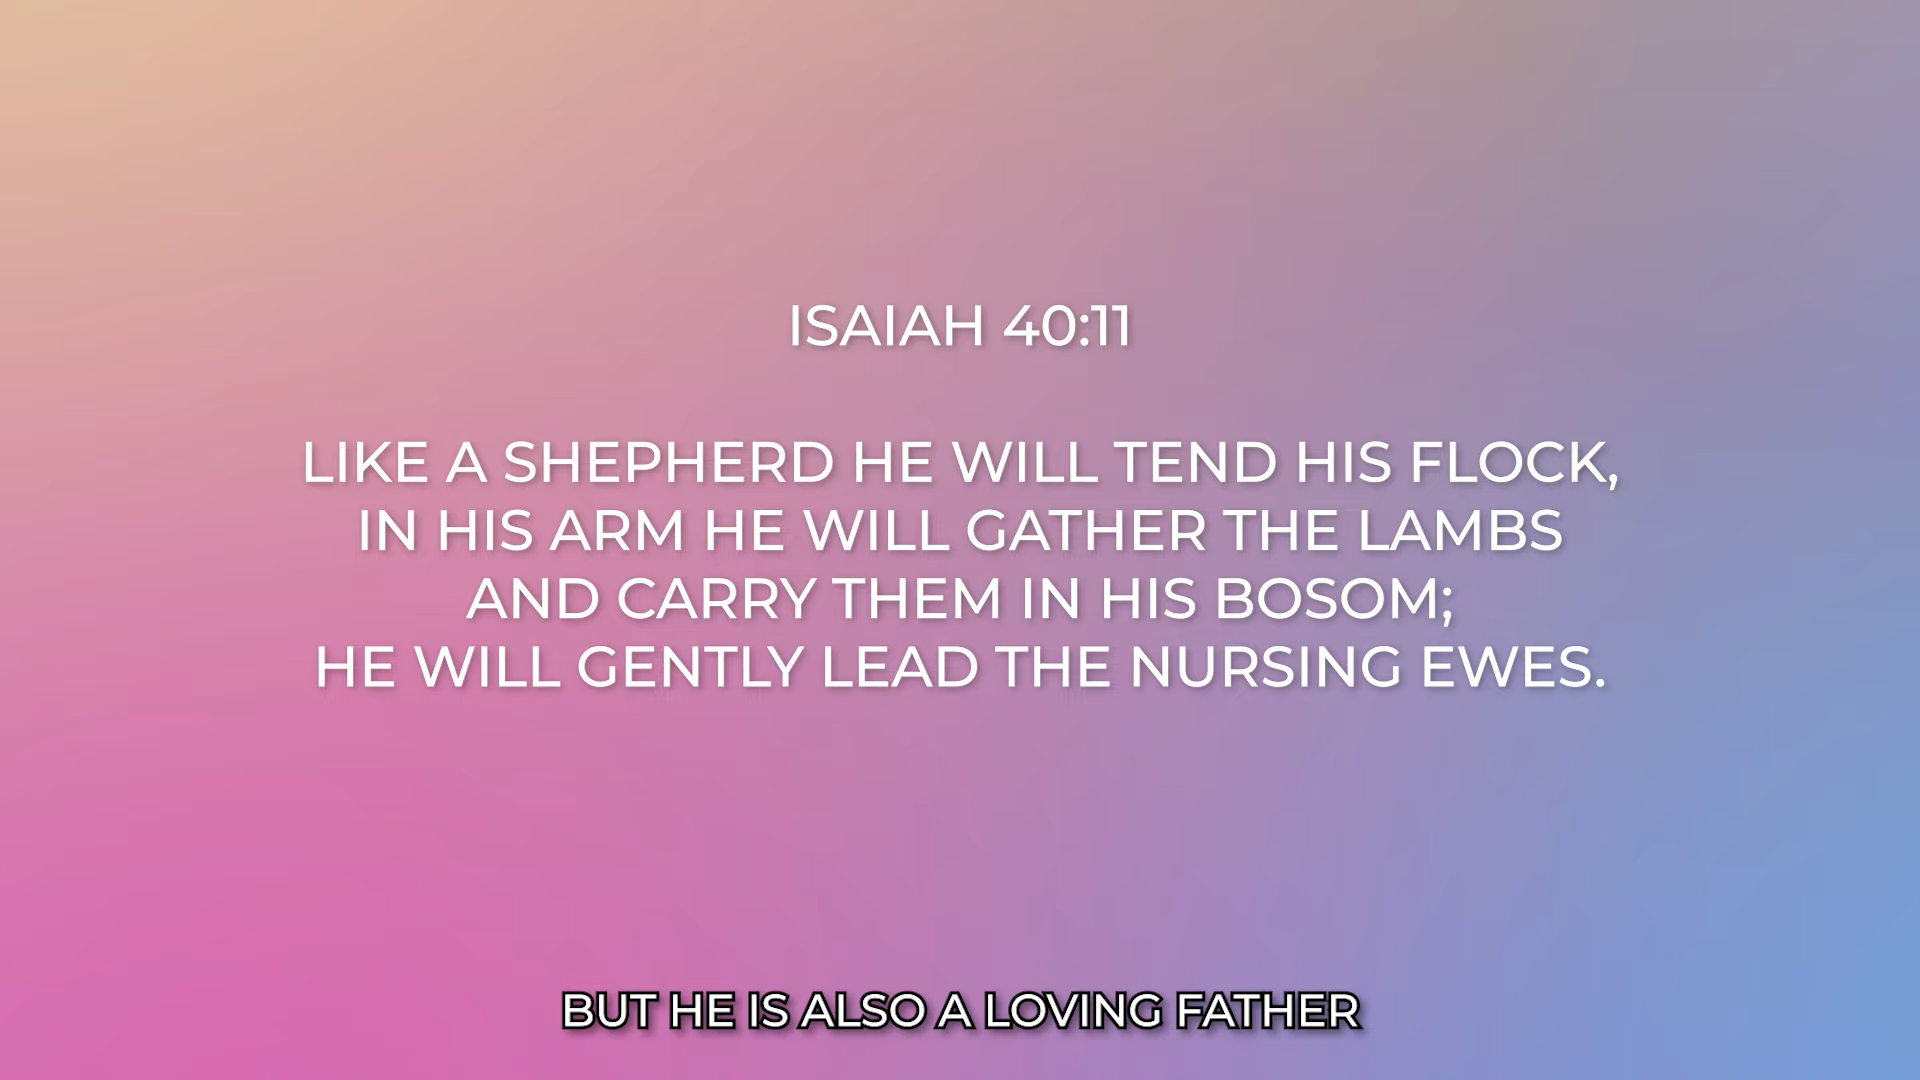 ISAIAH 40:11
LIKE A SHEPHERD HE WILL TEND HIS FLOCK,
IN HIS ARM HE WILL GATHER THE LAMBS
AND CARRY THEM IN HIS BOSOM;
HE WILL GENTLY LEAD THE NURSING EWES.
BUT HE IS ALSO A LOVING FATHER